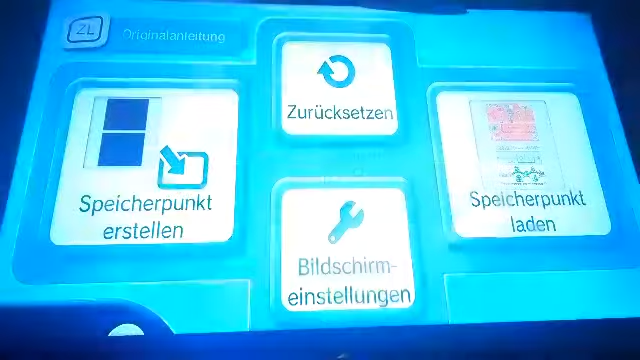 ZL Originalanleitung
Zurücksetzen
Speicherpunkt
erstellen
Speicherpunkt
laden
Bildschirm-
einstellungen